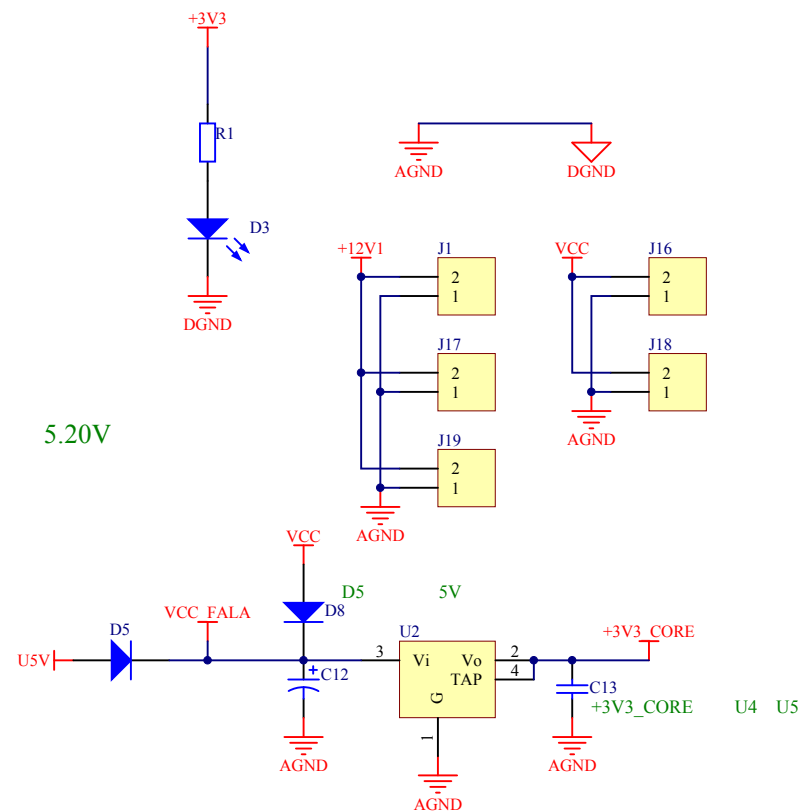 +3V3
R1
D3
DGND
AGND
DGND
+12V1
J1
2
1
J17
2
1
J19
2
1
AGND
VCC
J16
2
1
J18
2
1
AGND
5.20V
VCC
D5 5V
D8
VCC_FALA
D5
U5V
C12
AGND
U2
3 Vi Vo 2
TAP 4
G
1
AGND
+3V3_CORE
C13
+3V3_CORE U4 U5
AGND